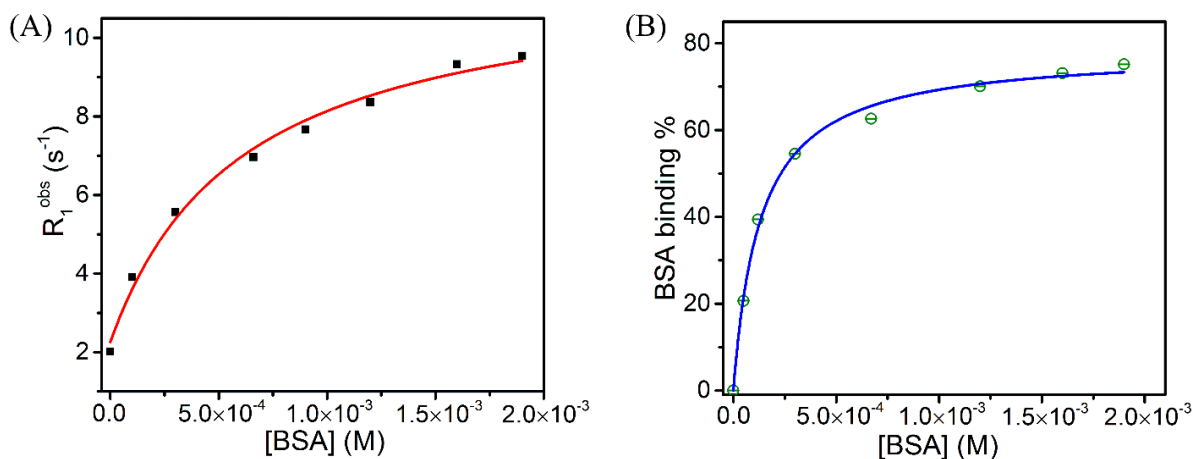 (A)
10
8
6
4
2
R₁ᵒᵇˢ (s⁻¹)
0.0 5.0×10⁻⁴ 1.0×10⁻³ 1.5×10⁻³ 2.0×10⁻³
[BSA] (M)
(B)
80
60
40
20
0
BSA binding %
0.0 5.0×10⁻⁴ 1.0×10⁻³ 1.5×10⁻³ 2.0×10⁻³
[BSA] (M)